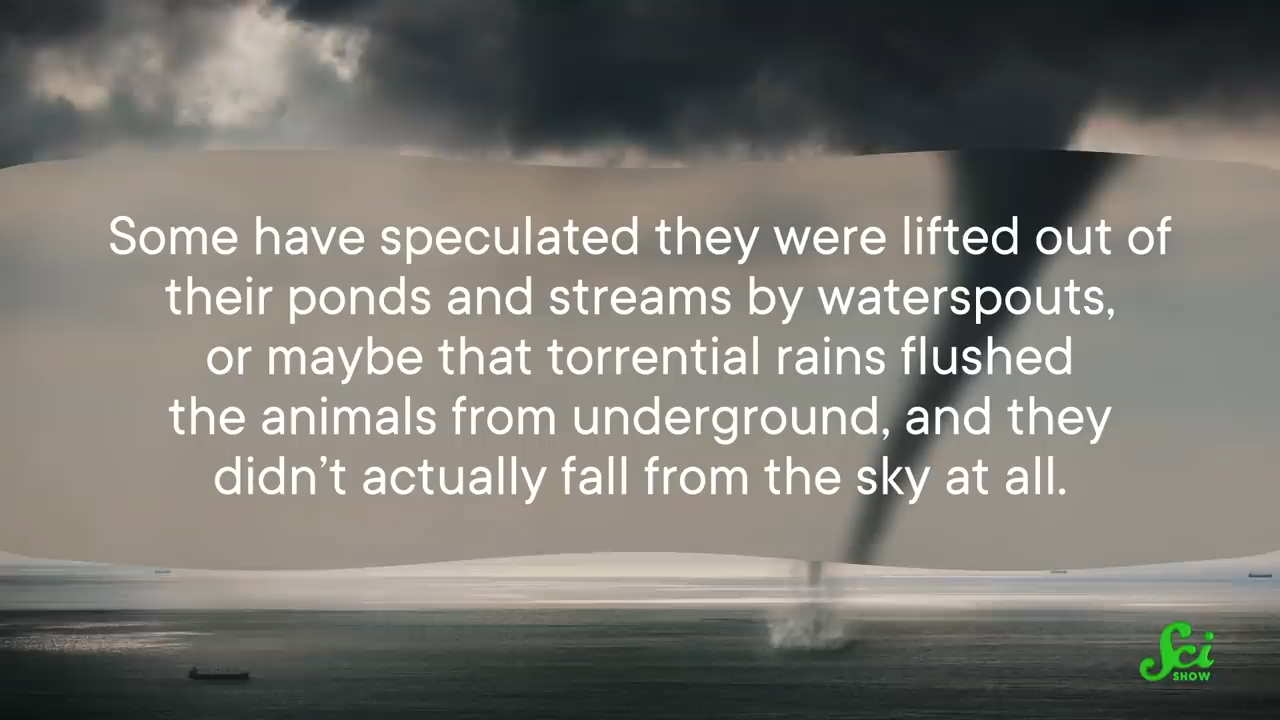 Some have speculated they were lifted out of
their ponds and streams by waterspouts,
or maybe that torrential rains flushed
the animals from underground, and they
didn’t actually fall from the sky at all.
Sci
SHOW